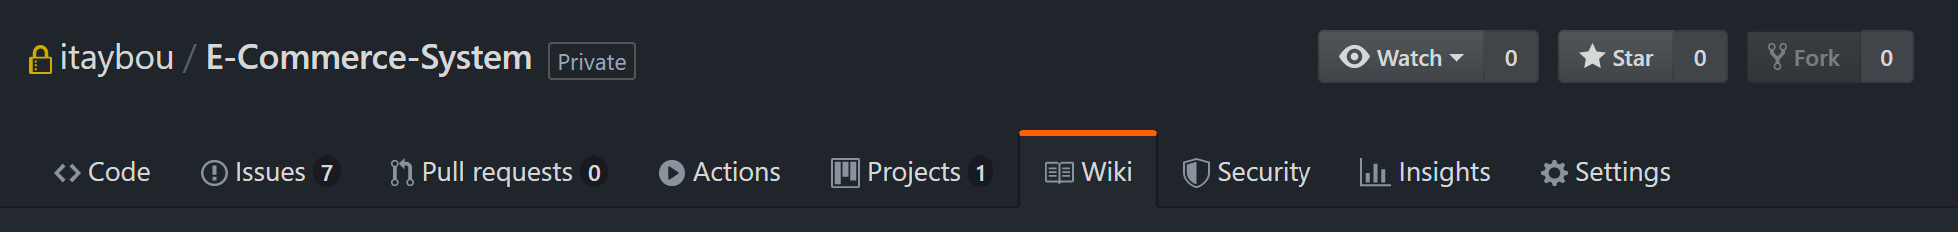 itaybou / E-Commerce-System Private Watch 0 Star 0 Fork 0
Code Issues 7 Pull requests 0 Actions Projects 1 Wiki Security Insights Settings